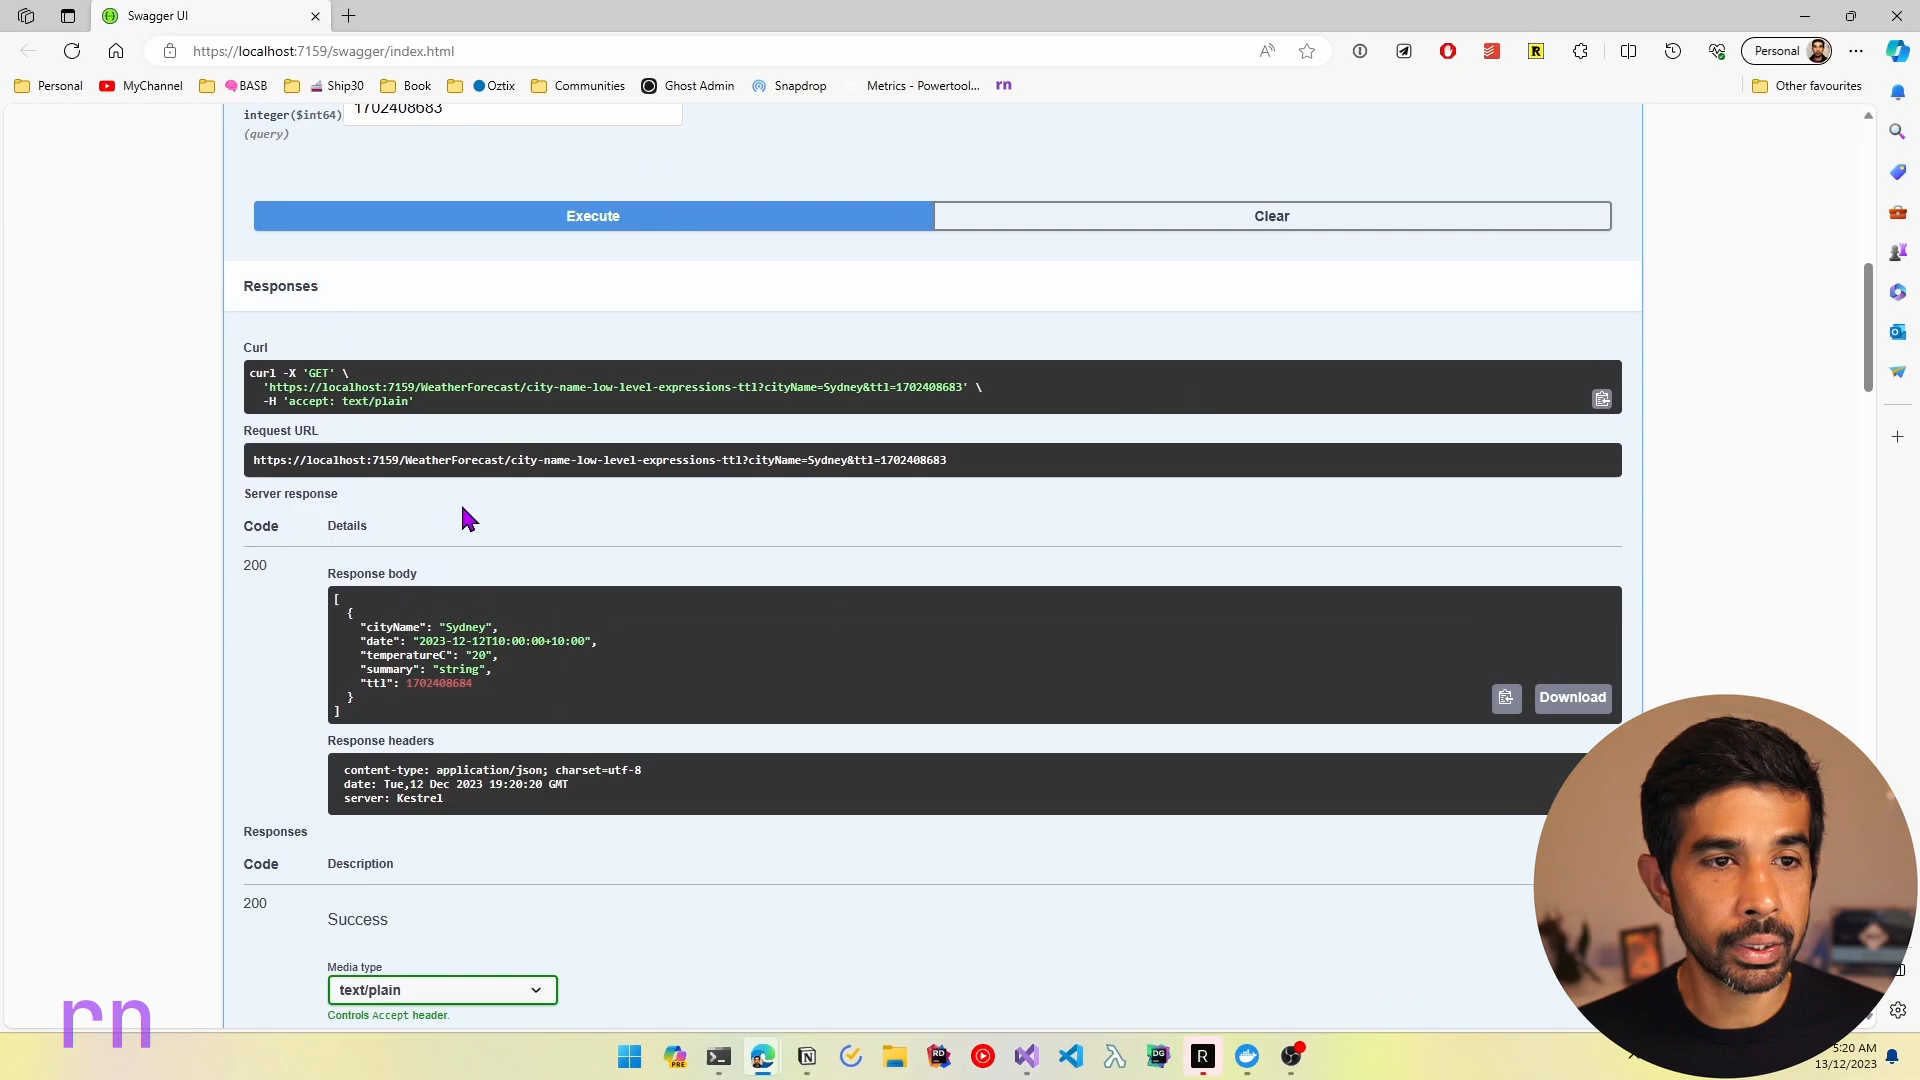 Swagger UI
https://localhost:7159/swagger/index.html
Personal
Personal
MyChannel
BASB
Ship30
Book
Oztix
Communities
Ghost Admin
Snapdrop
Metrics - Powertool...
rn
Other favourites
integer($int64)
1702408683
(query)
Execute
Clear
Responses
Curl
curl -X 'GET' \
'https://localhost:7159/WeatherForecast/city-name-low-level-expressions-ttl?cityName=Sydney&ttl=1702408683' \
-H 'accept: text/plain'
Request URL
https://localhost:7159/WeatherForecast/city-name-low-level-expressions-ttl?cityName=Sydney&ttl=1702408683
Server response
Code
Details
200
Response body
[
{
"cityName": "Sydney",
"date": "2023-12-12T10:00:00+10:00",
"temperatureC": "20",
"summary": "string",
"ttl": 1702408684
}
]
Download
Response headers
content-type: application/json; charset=utf-8
date: Tue,12 Dec 2023 19:20:20 GMT
server: Kestrel
Responses
Code
Description
200
Success
Media type
text/plain
Controls Accept header.
rn
5:20 AM
13/12/2023